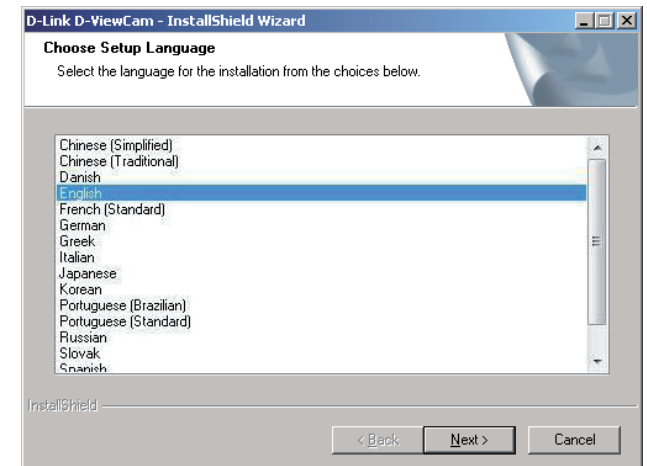 D-Link D-ViewCam - InstallShield Wizard
Choose Setup Language
Select the language for the installation from the choices below.
Chinese (Simplified)
Chinese (Traditional)
Danish
English
French (Standard)
German
Greek
Italian
Japanese
Korean
Portuguese (Brazilian)
Portuguese (Standard)
Russian
Slovak
Spanish
InstallShield
< Back
Next >
Cancel